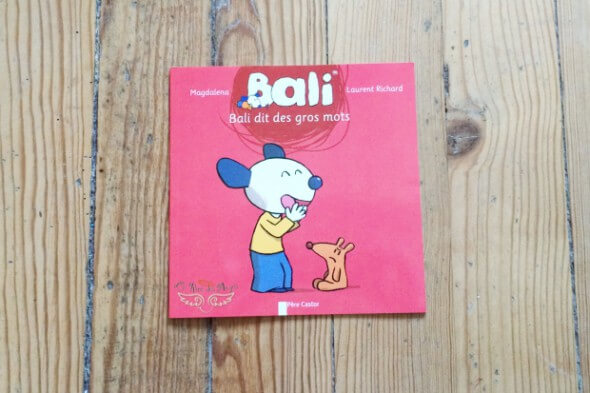 Bali
Magdalena
Laurent Richard
Bali dit des gros mots
Père Castor